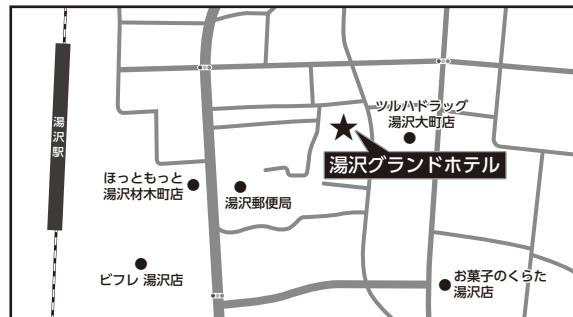 湯沢駅
ツルハドラッグ
湯沢大町店
湯沢グランドホテル
ほっともっと
湯沢材木町店
湯沢郵便局
ビフレ 湯沢店
お菓子のくらた
湯沢店